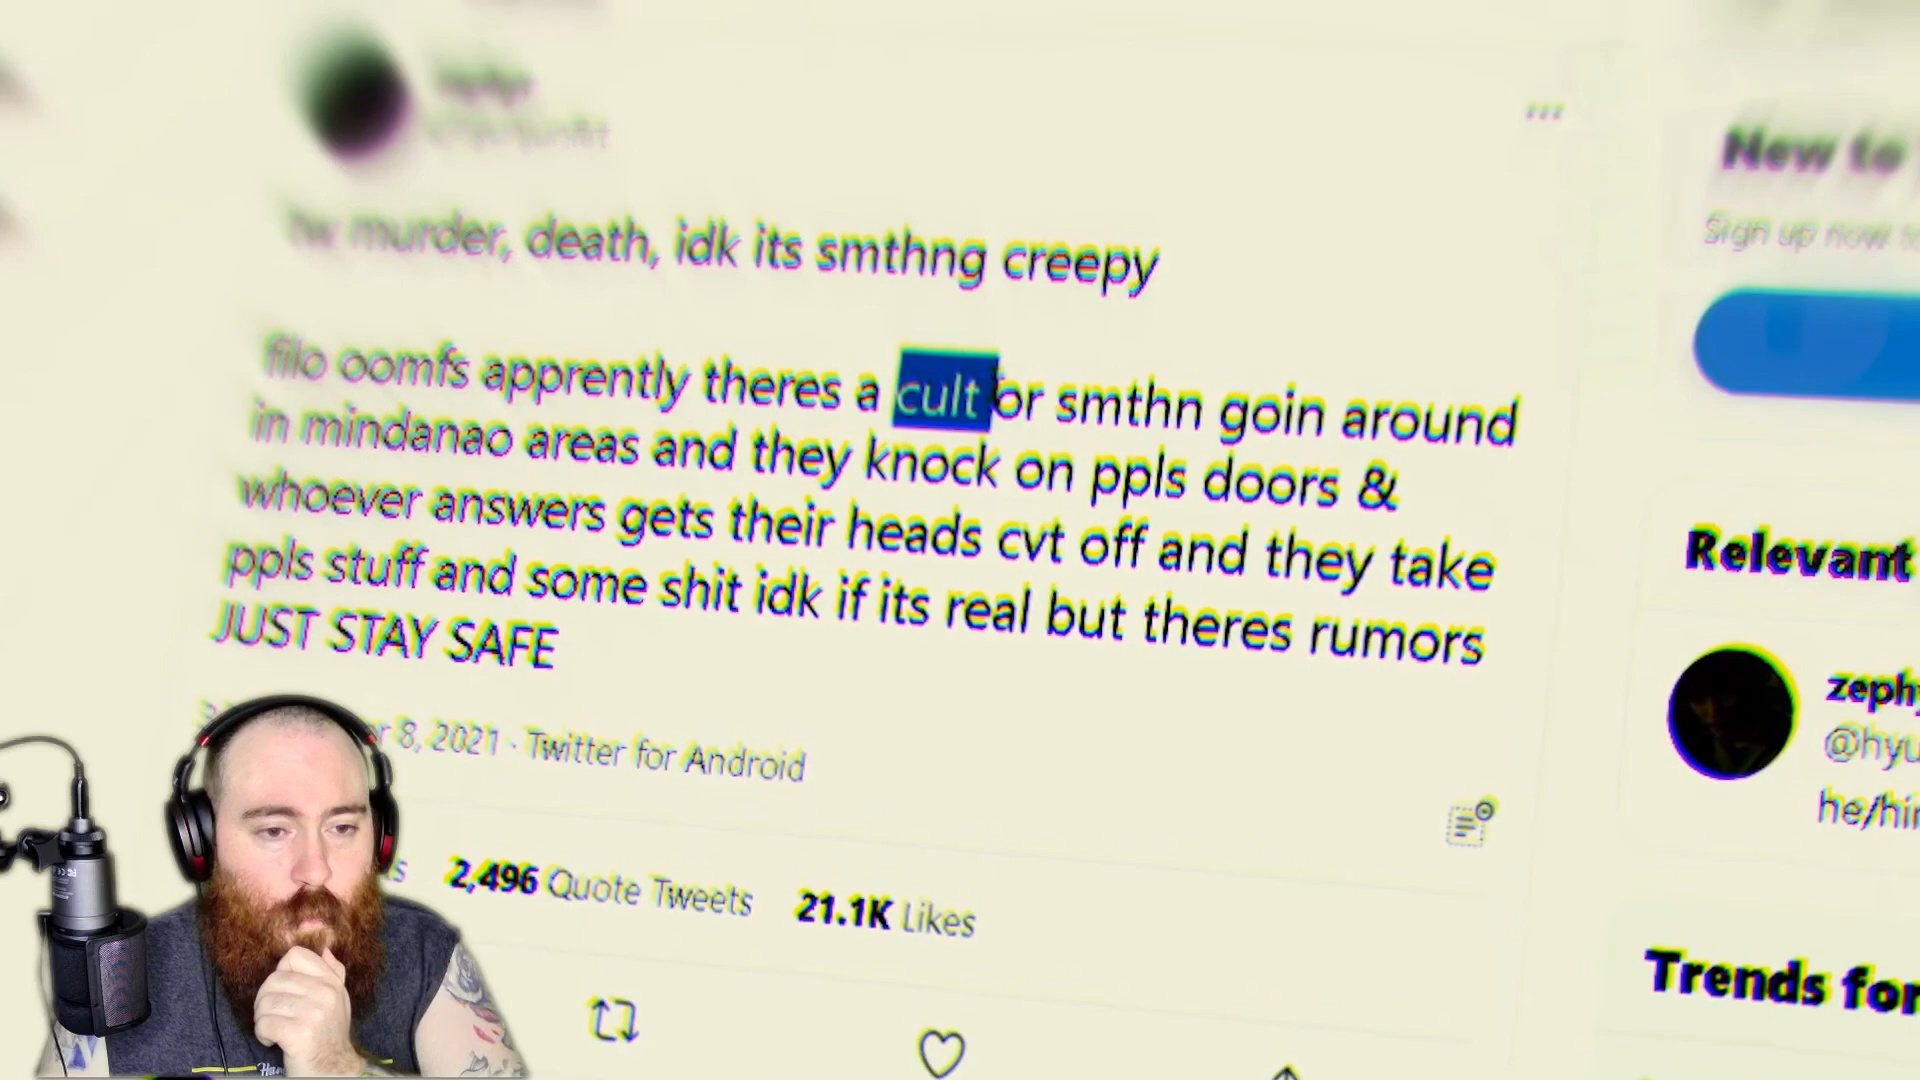 New to
Sign up now to
tw murder, death, idk its smthng creepy
filo oomfs apprently theres a cult or smthn goin around
in mindanao areas and they knock on ppls doors &
whoever answers gets their heads cvt off and they take
ppls stuff and some shit idk if its real but theres rumors
JUST STAY SAFE
8, 2021 · Twitter for Android
2,496 Quote Tweets 21.1K Likes
Relevant
zephy
@hyu
he/hi
Trends for